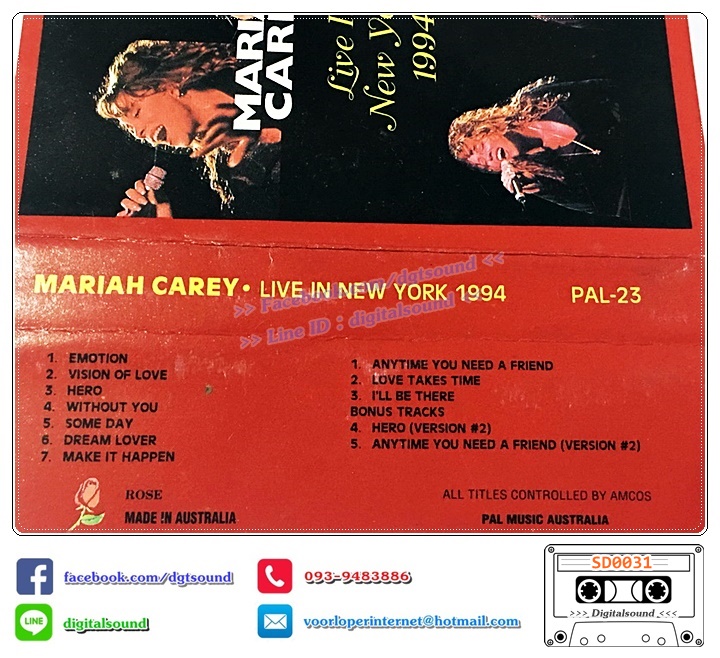 MARI
CARE
Live I
New Yo
1994
MARIAH CAREY • LIVE IN NEW YORK 1994 PAL-23
>> Facebook.com/dgtsound <<
>> Line ID : digitalsound <<
1. EMOTION
2. VISION OF LOVE
3. HERO
4. WITHOUT YOU
5. SOME DAY
6. DREAM LOVER
7. MAKE IT HAPPEN
1. ANYTIME YOU NEED A FRIEND
2. LOVE TAKES TIME
3. I'LL BE THERE
BONUS TRACKS
4. HERO (VERSION #2)
5. ANYTIME YOU NEED A FRIEND (VERSION #2)
ROSE
MADE IN AUSTRALIA
ALL TITLES CONTROLLED BY AMCOS
PAL MUSIC AUSTRALIA
facebook.com/dgtsound
093-9483886
LINE
digitalsound
voorloperinternet@hotmail.com
SD0031
>>> Digitalsound <<<